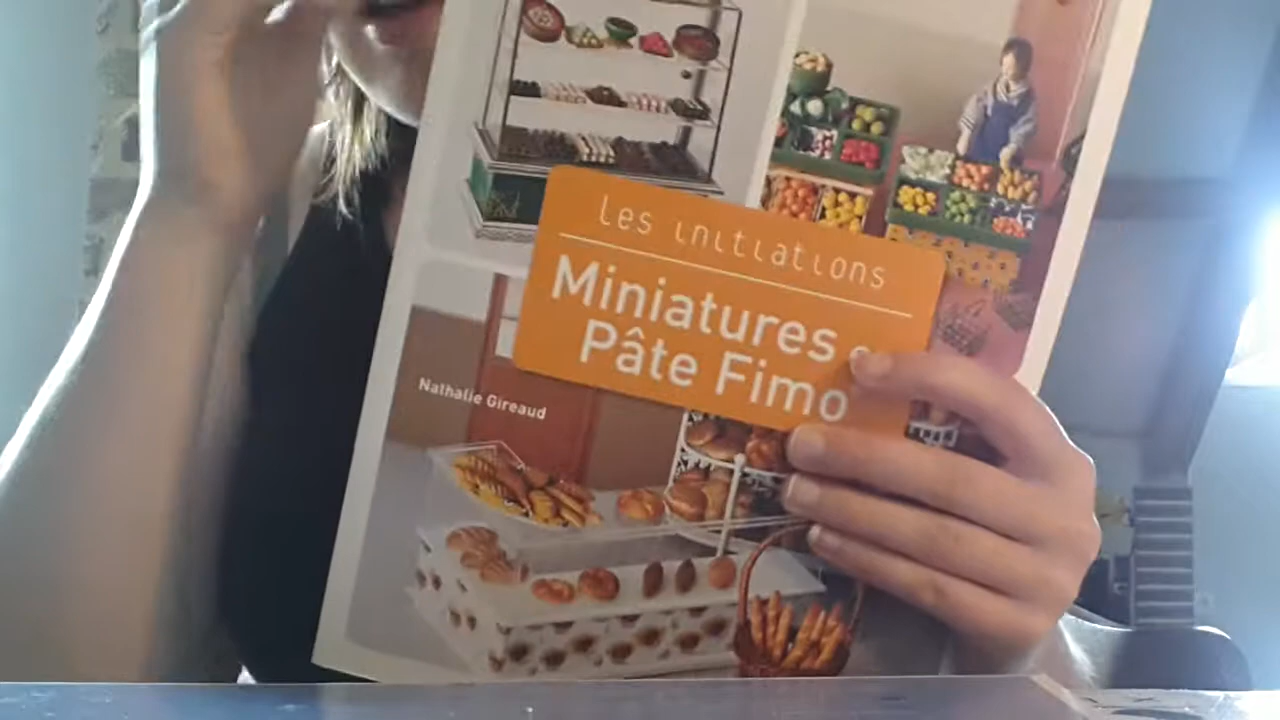 Les initiations
Miniatures
Pâte Fimo
Nathalie Gireaud